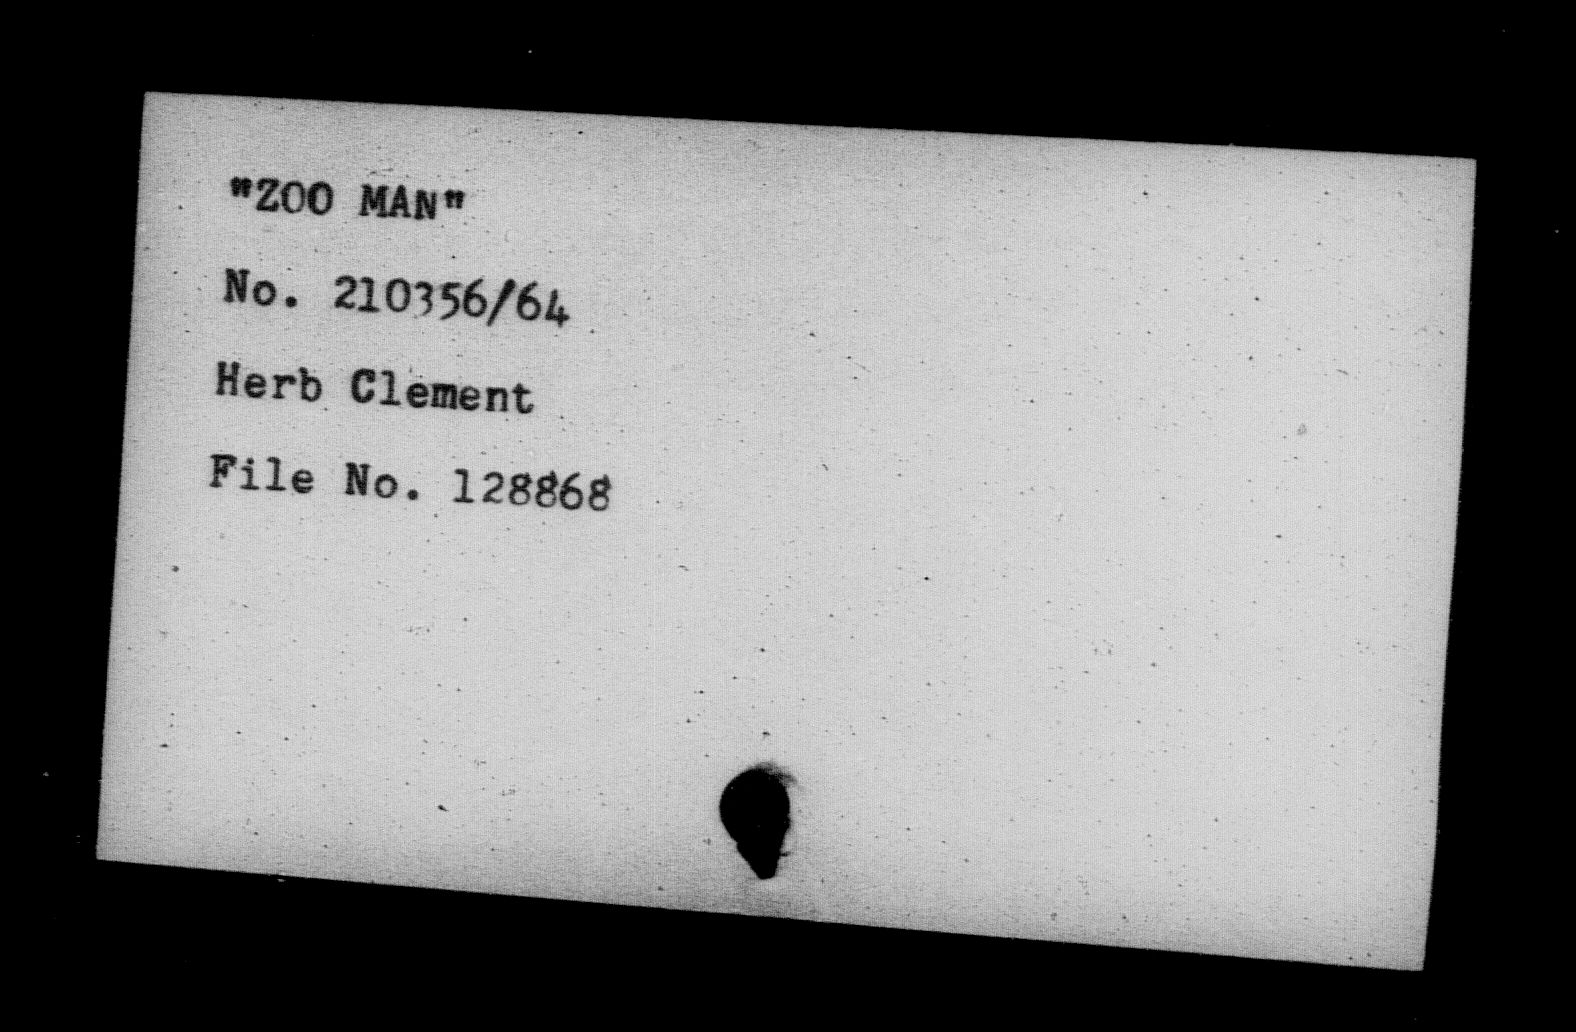 "ZOO MAN"
No. 210356/64
Herb Clement
File No. 128868